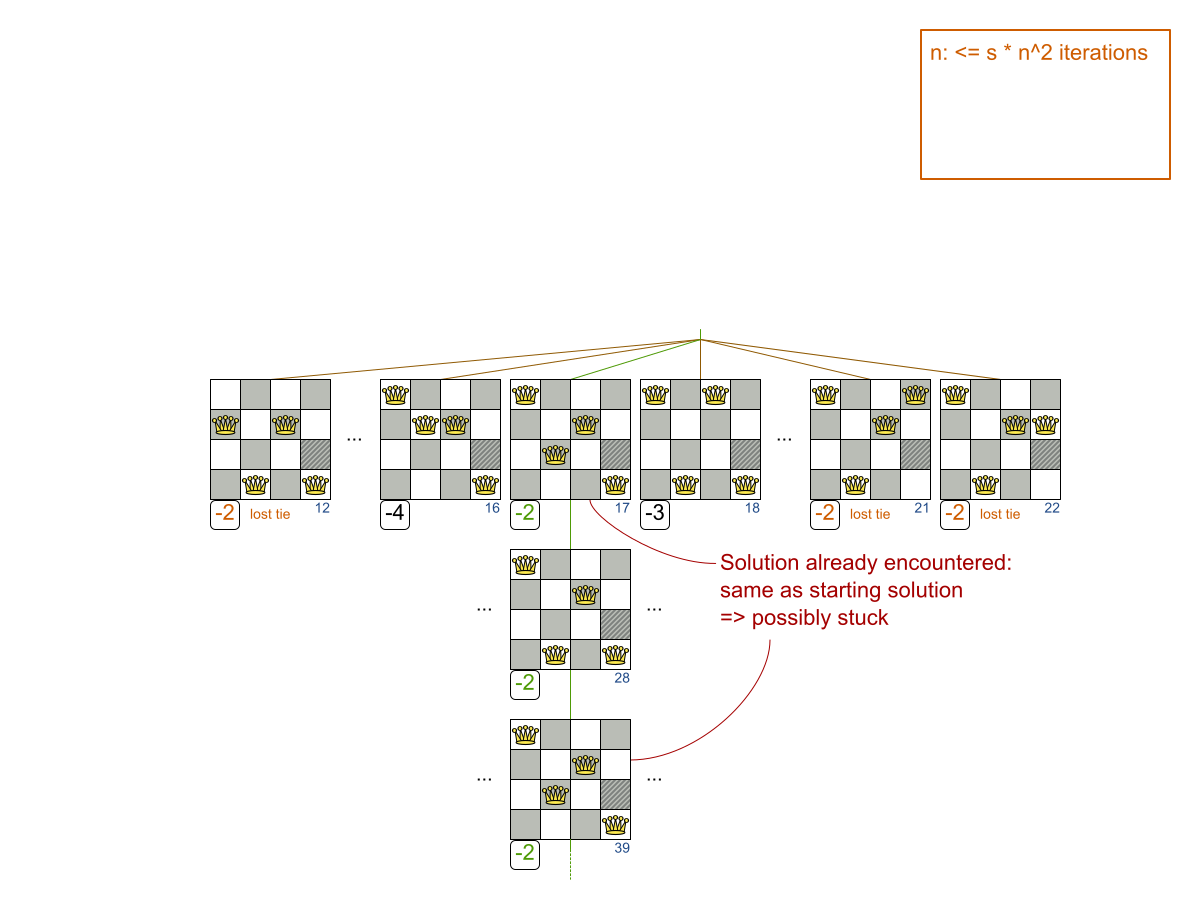 n: <= s * n^2 iterations
...
...
-2 lost tie 12
-4 16
-2 17
-3 18
-2 lost tie 21
-2 lost tie 22
Solution already encountered:
same as starting solution
=> possibly stuck
...
...
-2 28
...
...
-2 39